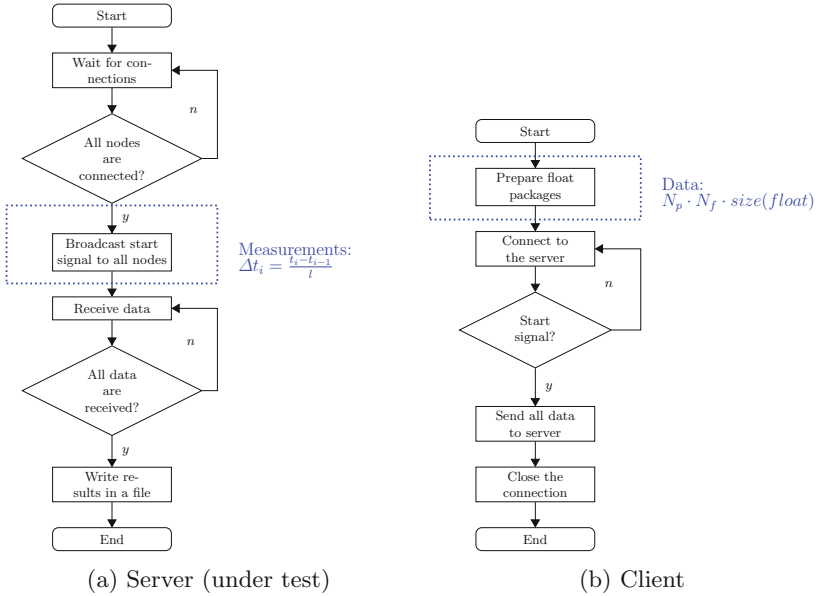 Start
Wait for con-
nections
n
All nodes
are
connected?
y
Broadcast start
signal to all nodes
Measurements:
Δt_i = \frac{t_i - t_{i-1}}{l}
Receive data
n
All data
are
received?
y
Write re-
sults in a file
End
(a) Server (under test)
Start
Prepare float
packages
Data:
N_p · N_f · size(float)
Connect to
the server
n
Start
signal?
y
Send all data
to server
Close the
connection
End
(b) Client